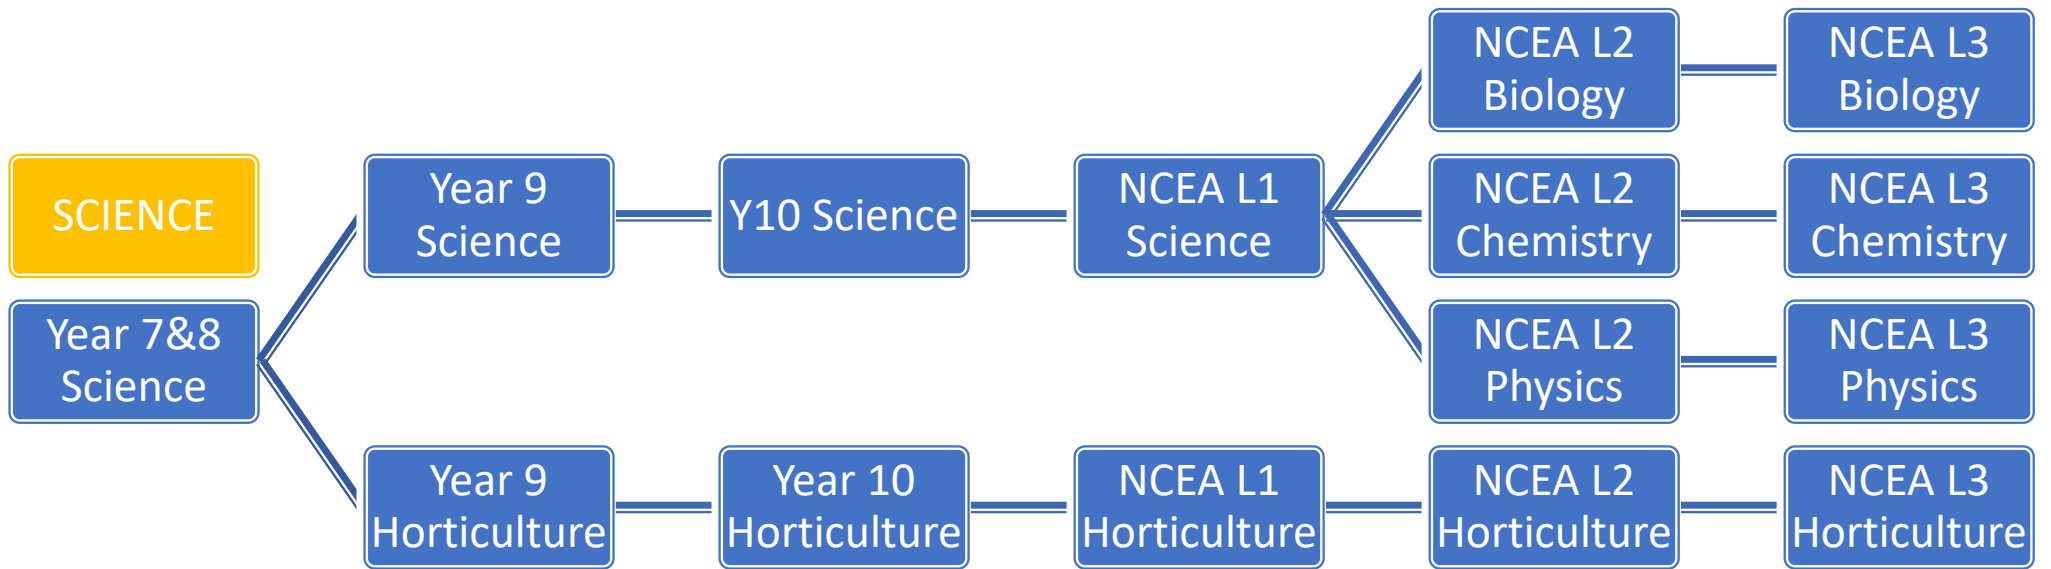 SCIENCE
Year 7&8
Science
Year 9
Science
Y10 Science
NCEA L1
Science
NCEA L2
Biology
NCEA L3
Biology
NCEA L2
Chemistry
NCEA L3
Chemistry
NCEA L2
Physics
NCEA L3
Physics
Year 9
Horticulture
Year 10
Horticulture
NCEA L1
Horticulture
NCEA L2
Horticulture
NCEA L3
Horticulture